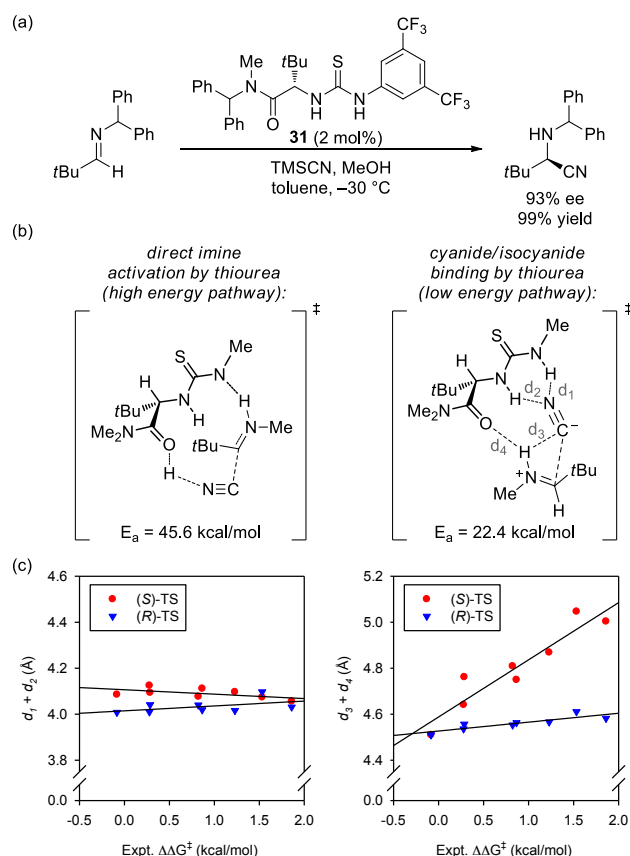 (a)
Me
tBu
S
CF3
Ph
N
N
H
N
H
Ph
O
CF3
Ph
N
Ph
tBu
H
31 (2 mol%)
TMSCN, MeOH
toluene, –30 °C
Ph
HN
Ph
tBu
CN
93% ee
99% yield
(b)
direct imine
activation by thiourea
(high energy pathway):
cyanide/isocyanide
binding by thiourea
(low energy pathway):
‡
S
Me
N
H
H
N
tBu
H
Me2N
O
N
Me
tBu
H
N≡C
Ea = 45.6 kcal/mol
‡
Me
S
N
H
N
H
d2
d1
tBu
H
N
Me2N
O
d3
C–
d4
H
N
+
tBu
Me
H
Ea = 22.4 kcal/mol
(c)
4.6
4.4
4.2
4.0
3.8
0.0
d1 + d2 (Å)
(S)-TS
(R)-TS
-0.5 0.0 0.5 1.0 1.5 2.0
Expt. ΔΔG‡ (kcal/mol)
5.2
5.0
4.8
4.6
4.4
0.0
d3 + d4 (Å)
(S)-TS
(R)-TS
-0.5 0.0 0.5 1.0 1.5 2.0
Expt. ΔΔG‡ (kcal/mol)